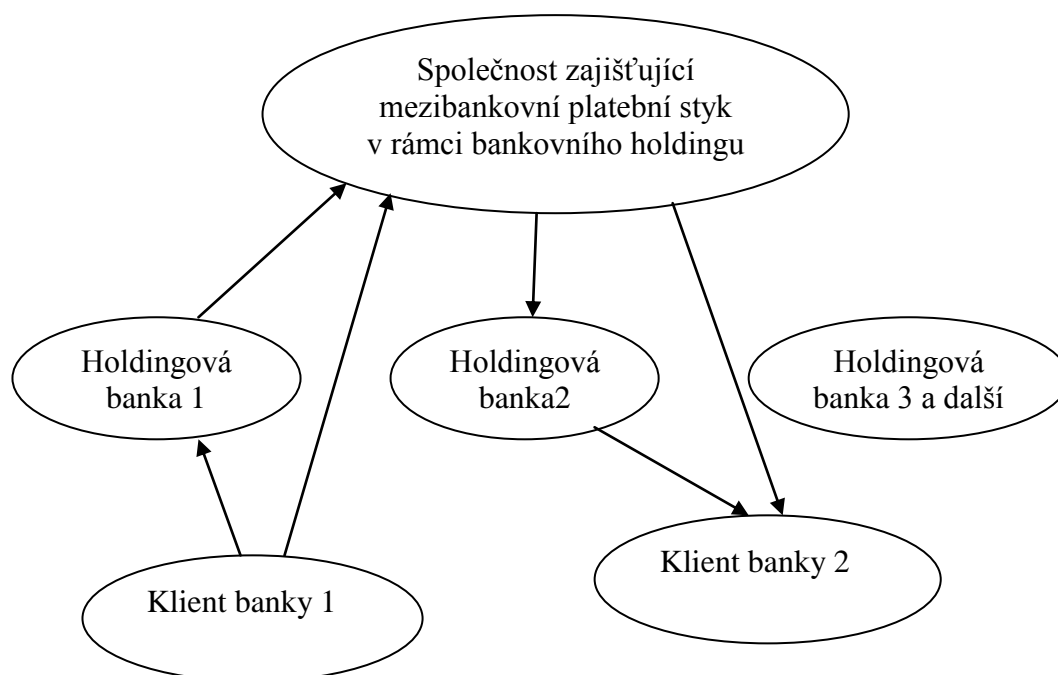 Společnost zajišťující
mezibankovní platební styk
v rámci bankovního holdingu
Holdingová
banka 1
Holdingová
banka2
Holdingová
banka 3 a další
Klient banky 1
Klient banky 2